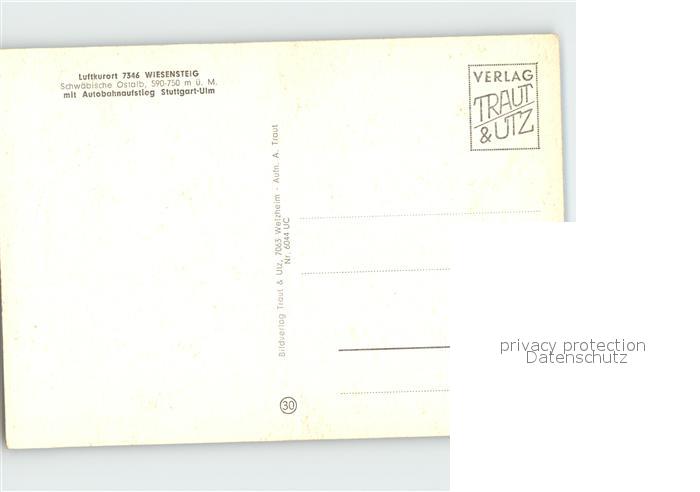 Luftkurort 7346 WIESENSTEIG
Schwäbische Ostalb, 590-750 m ü. M.
mit Autobahnaufstieg Stuttgart-Ulm
VERLAG
TRAUT
& UTZ
Bildverlag Traut & Utz, 7063 Welzheim - Aufn. A. Traut
Nr. 6044 UC
30
privacy protection
Datenschutz